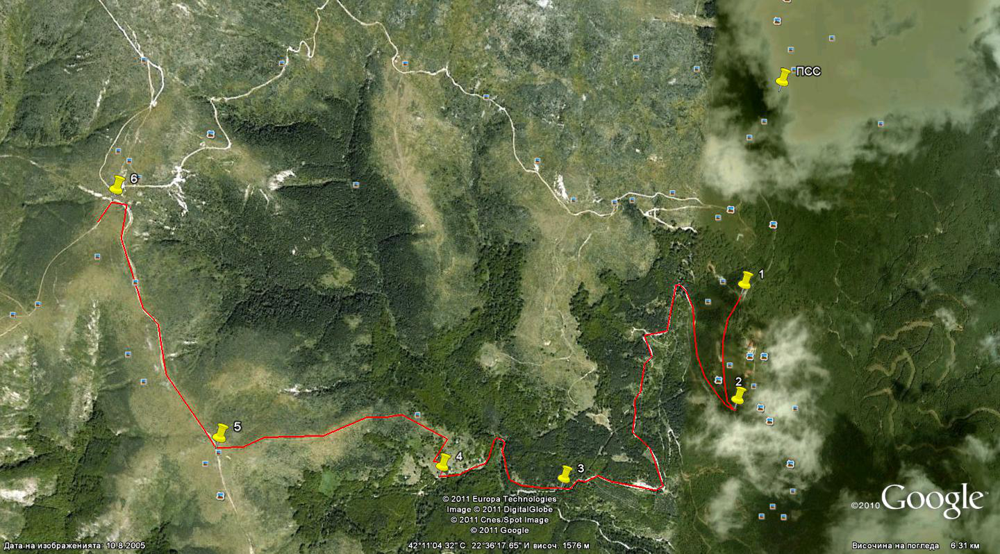 ПСС
6
1
2
5
4
3
© 2011 Europa Technologies
Image © 2011 DigitalGlobe
© 2011 Cnes/Spot Image
© 2011 Google
©2010 Google™
Дата на изображенията: 10.8.2005
42°11'04.32" С 22°36'17.65" И височ. 1576 м
Височина на погледа 6.31 км